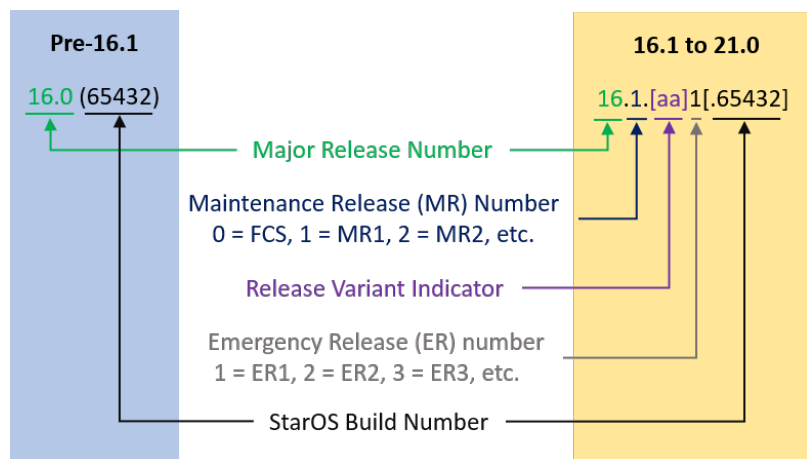 Pre-16.1
16.1 to 21.0
16.0 (65432)
16.1.[aa]1[.65432]
Major Release Number
Maintenance Release (MR) Number
0 = FCS, 1 = MR1, 2 = MR2, etc.
Release Variant Indicator
Emergency Release (ER) number
1 = ER1, 2 = ER2, 3 = ER3, etc.
StarOS Build Number